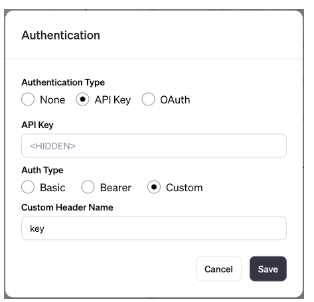 Authentication
Authentication Type
None API Key OAuth
API Key
<HIDDEN>
Auth Type
Basic Bearer Custom
Custom Header Name
key
Cancel Save